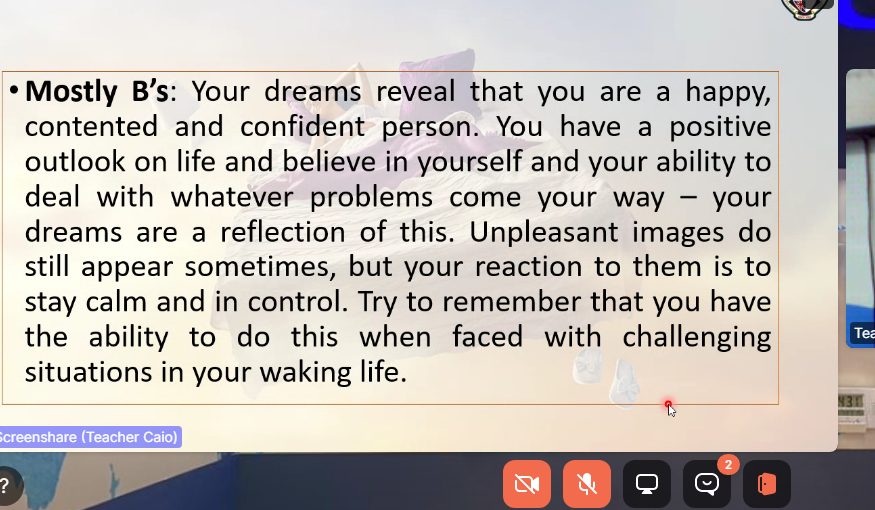 • Mostly B’s: Your dreams reveal that you are a happy,
contented and confident person. You have a positive
outlook on life and believe in yourself and your ability to
deal with whatever problems come your way – your
dreams are a reflection of this. Unpleasant images do
still appear sometimes, but your reaction to them is to
stay calm and in control. Try to remember that you have
the ability to do this when faced with challenging
situations in your waking life.
Tea
Screenshare (Teacher Caio)
2
?